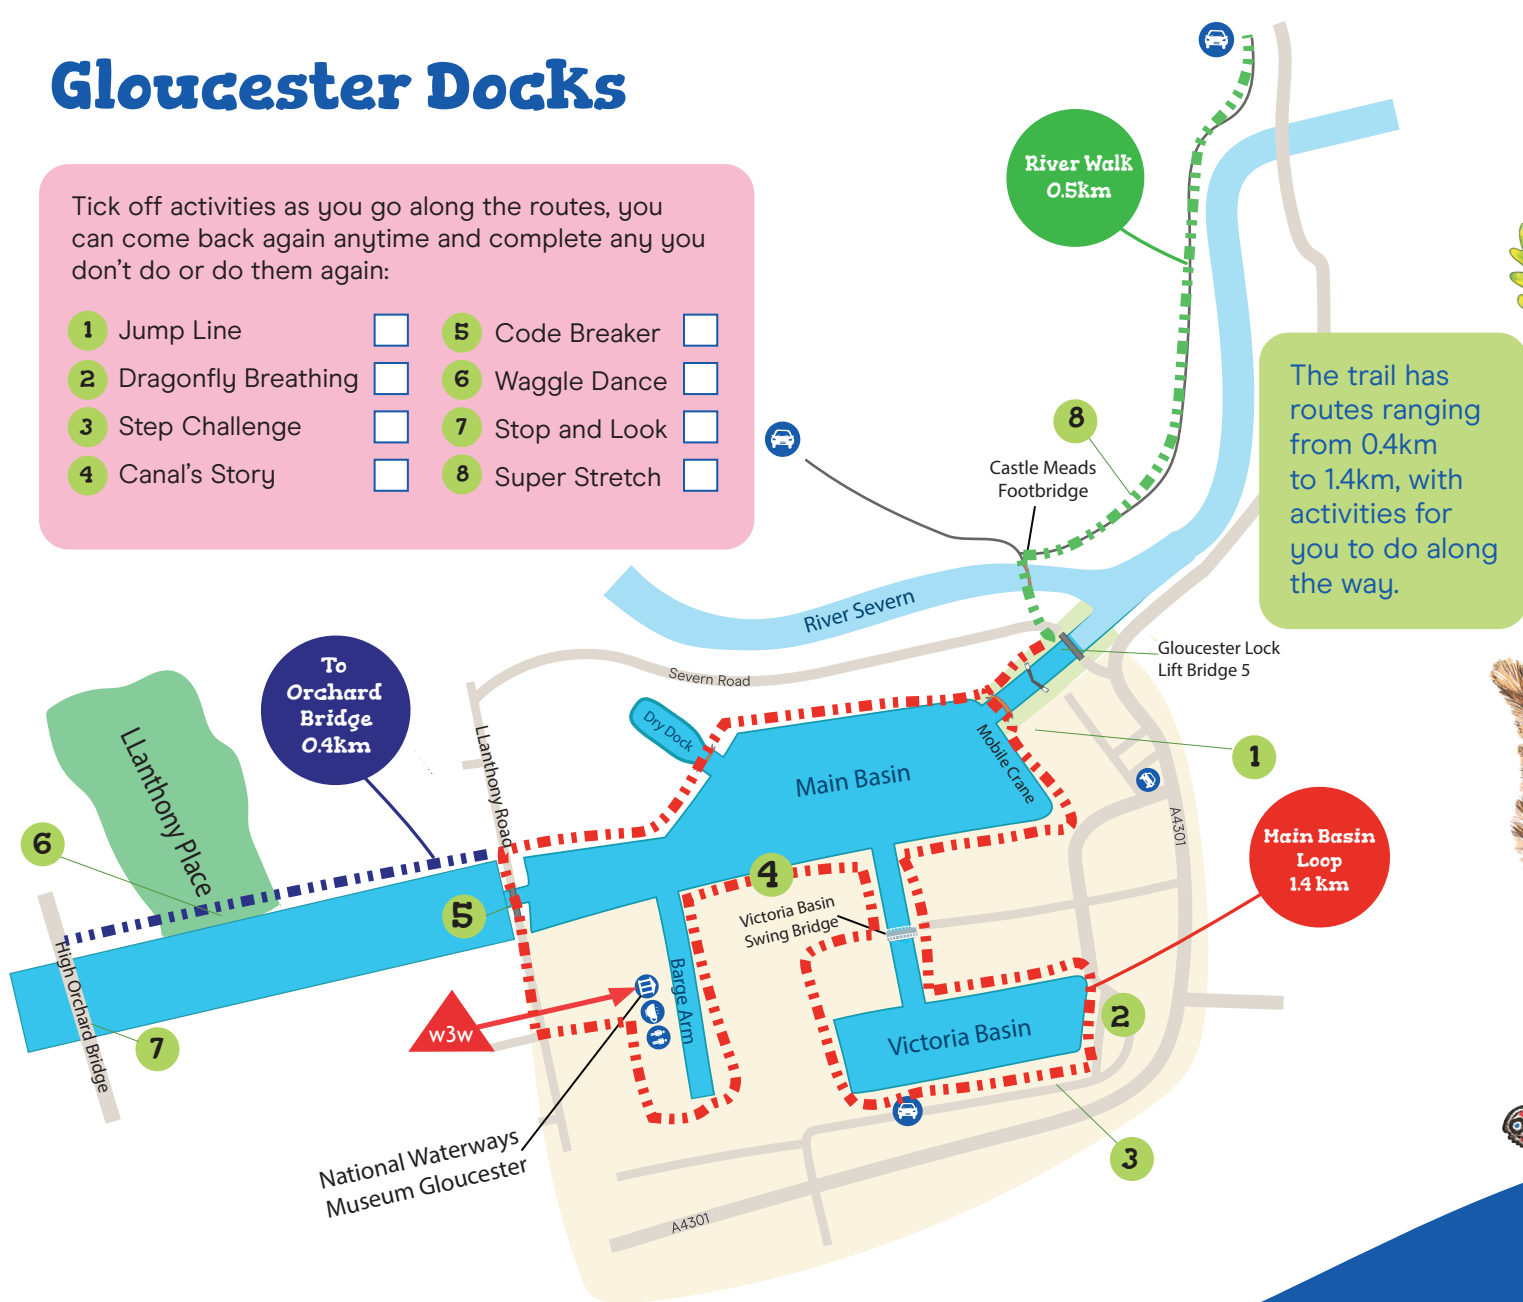 Gloucester Docks
Tick off activities as you go along the routes, you
can come back again anytime and complete any you
don't do or do them again:
1 Jump Line
2 Dragonfly Breathing
3 Step Challenge
4 Canal's Story
5 Code Breaker
6 Waggle Dance
7 Stop and Look
8 Super Stretch
River Walk
0.5km
The trail has
routes ranging
from 0.4km
to 1.4km, with
activities for
you to do along
the way.
8
Castle Meads
Footbridge
River Severn
Gloucester Lock
Lift Bridge 5
Severn Road
To
Orchard
Bridge
0.4km
LLanthony Place
LLanthony Road
Dry Dock
Main Basin
Mobile Crane
1
A4301
Main Basin
Loop
1.4 km
6
4
5
Victoria Basin
Swing Bridge
High Orchard Bridge
7
w3w
Barge Arm
Victoria Basin
2
3
National Waterways
Museum Gloucester
A4301